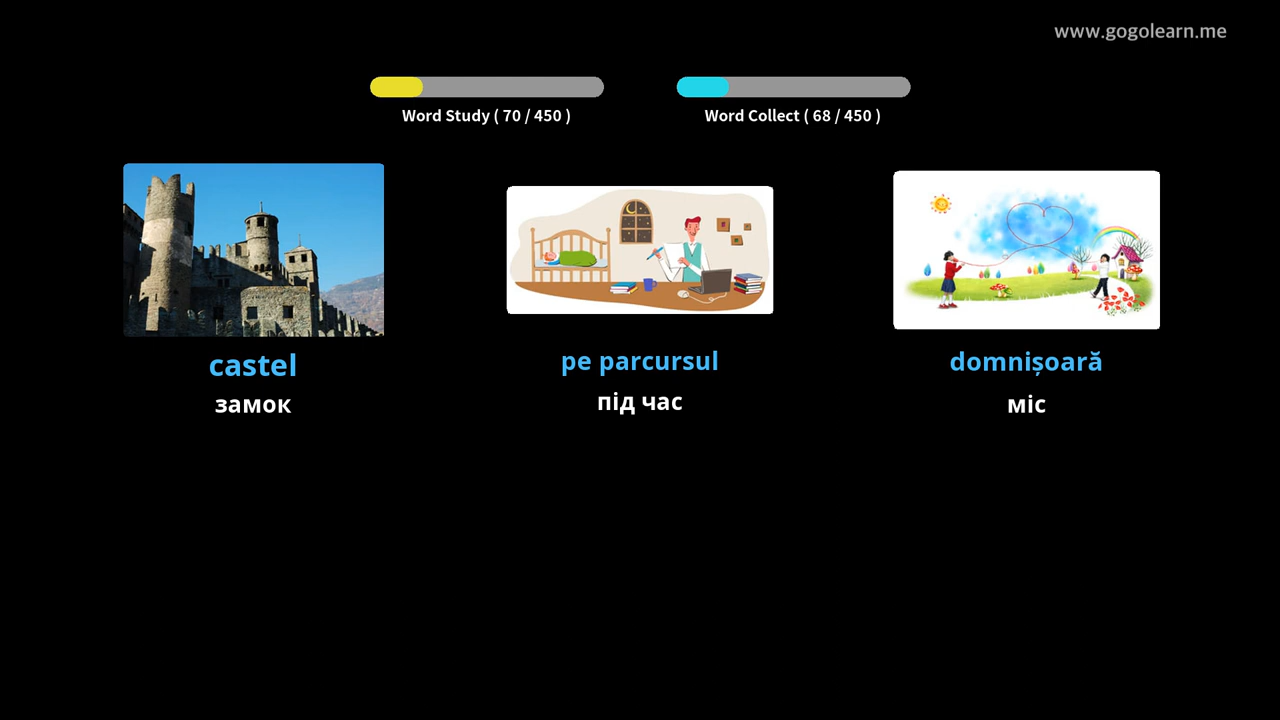 www.gogolearn.me
Word Study ( 70 / 450 )
Word Collect ( 68 / 450 )
castel
замок
pe parcursul
під час
domnișoară
міс